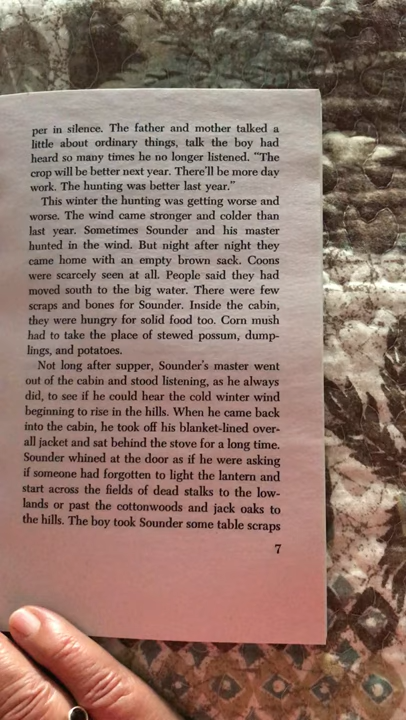 per in silence. The father and mother talked a
little about ordinary things, talk the boy had
heard so many times he no longer listened. “The
crop will be better next year. There’ll be more day
work. The hunting was better last year.”
This winter the hunting was getting worse and
worse. The wind came stronger and colder than
last year. Sometimes Sounder and his master
hunted in the wind. But night after night they
came home with an empty brown sack. Coons
were scarcely seen at all. People said they had
moved south to the big water. There were few
scraps and bones for Sounder. Inside the cabin,
they were hungry for solid food too. Corn mush
had to take the place of stewed possum, dump-
lings, and potatoes.
Not long after supper, Sounder’s master went
out of the cabin and stood listening, as he always
did, to see if he could hear the cold winter wind
beginning to rise in the hills. When he came back
into the cabin, he took off his blanket-lined over-
all jacket and sat behind the stove for a long time.
Sounder whined at the door as if he were asking
if someone had forgotten to light the lantern and
start across the fields of dead stalks to the low-
lands or past the cottonwoods and jack oaks to
the hills. The boy took Sounder some table scraps
7